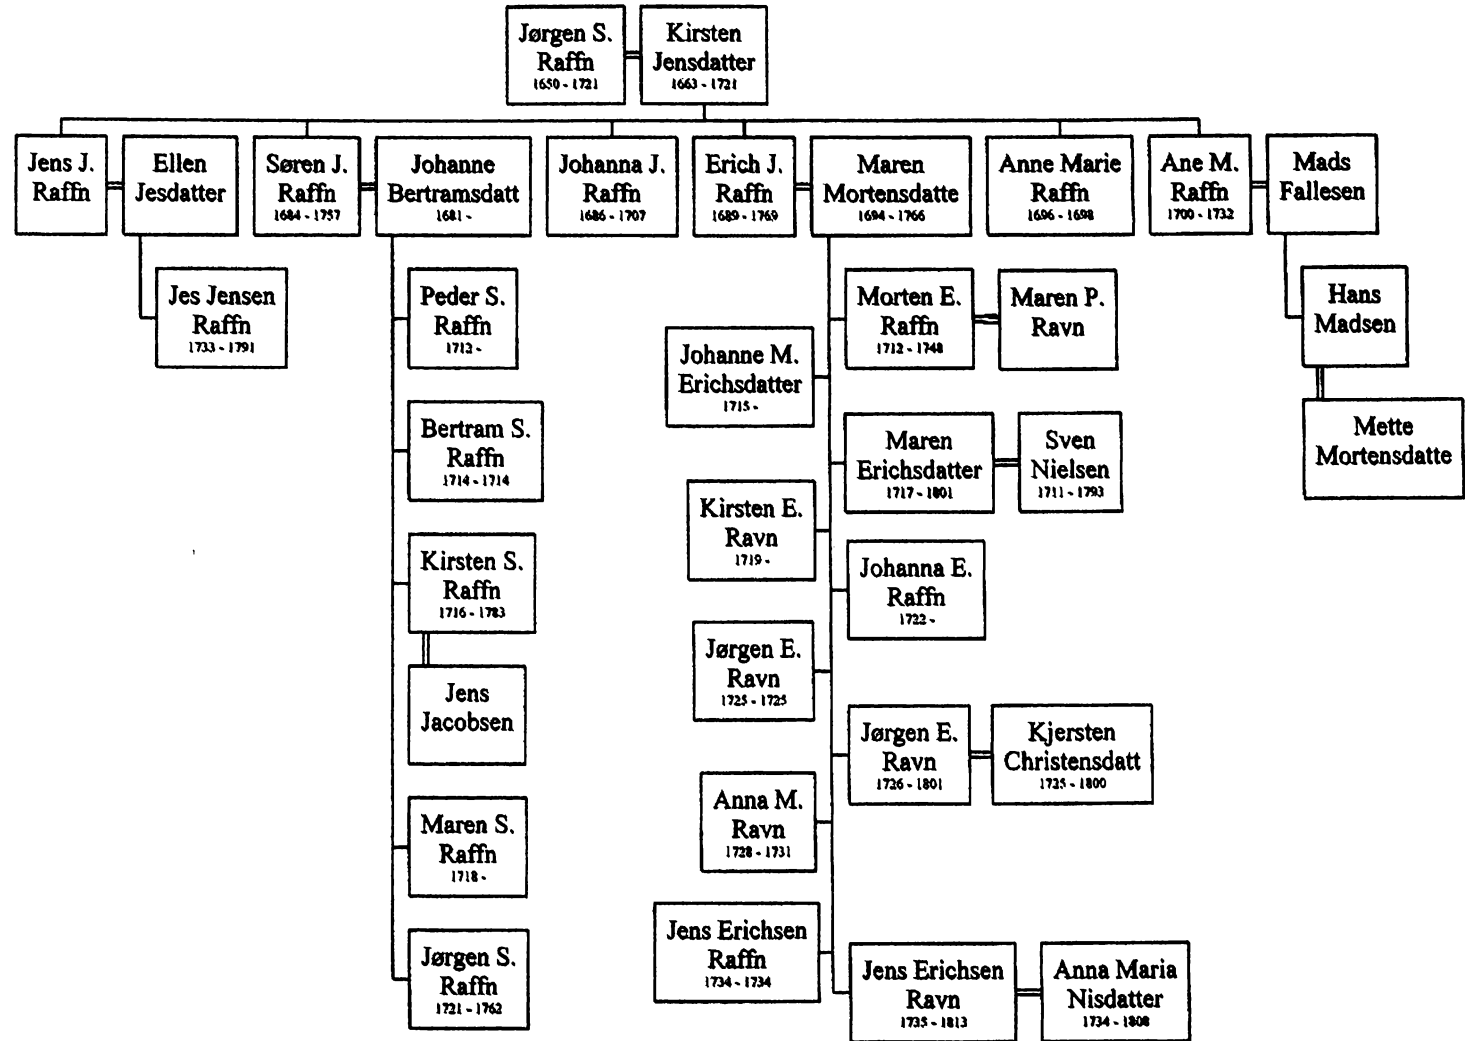 Jørgen S.
Raffn
1650 - 1721
Kirsten
Jensdatter
1663 - 1721
Jens J.
Raffn
Ellen
Jesdatter
Søren J.
Raffn
1684 - 1757
Johanne
Bertramsdatt
1681 -
Johanna J.
Raffn
1686 - 1707
Erich J.
Raffn
1689 - 1769
Maren
Mortensdatte
1694 - 1766
Anne Marie
Raffn
1696 - 1698
Ane M.
Raffn
1700 - 1732
Mads
Fallesen
Jes Jensen
Raffn
1733 - 1791
Peder S.
Raffn
1712 -
Bertram S.
Raffn
1714 - 1714
Kirsten S.
Raffn
1716 - 1783
Jens
Jacobsen
Maren S.
Raffn
1718 -
Jørgen S.
Raffn
1721 - 1762
Morten E.
Raffn
1712 - 1748
Maren P.
Ravn
Johanne M.
Erichsdatter
1715 -
Maren
Erichsdatter
1717 - 1801
Sven
Nielsen
1711 - 1793
Kirsten E.
Ravn
1719 -
Johanna E.
Raffn
1722 -
Jørgen E.
Ravn
1725 - 1725
Jørgen E.
Ravn
1726 - 1801
Kjersten
Christensdatt
1725 - 1800
Anna M.
Ravn
1728 - 1731
Jens Erichsen
Raffn
1734 - 1734
Jens Erichsen
Ravn
1735 - 1813
Anna Maria
Nisdatter
1734 - 1808
Hans
Madsen
Mette
Mortensdatte